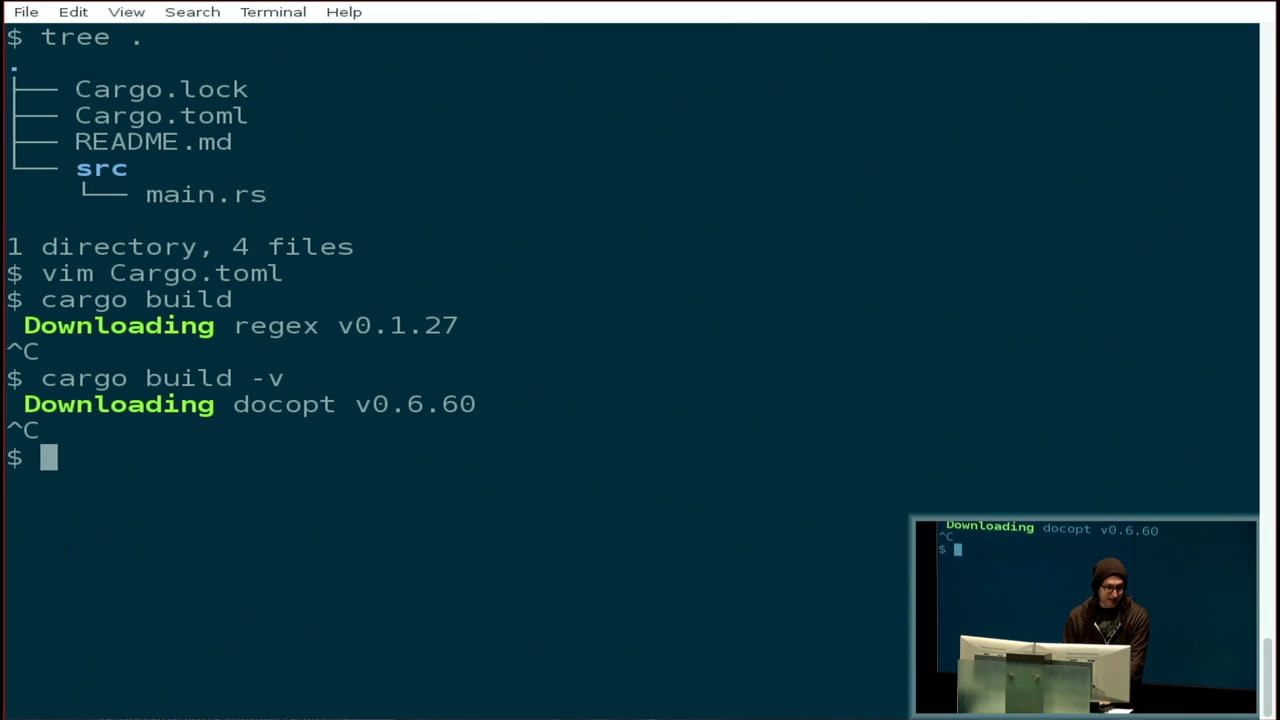 File Edit View Search Terminal Help
$ tree .
.
├── Cargo.lock
├── Cargo.toml
├── README.md
└── src
    └── main.rs
1 directory, 4 files
$ vim Cargo.toml
$ cargo build
Downloading regex v0.1.27
^C
$ cargo build -v
Downloading docopt v0.6.60
^C
$
Downloading docopt v0.6.60
^C
$